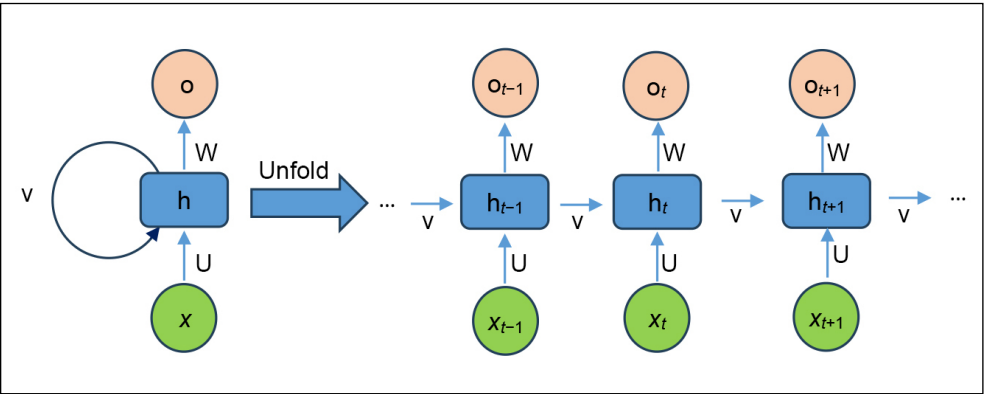 o
W
v
h
U
x
Unfold
... v
o_{t−1}
W
h_{t−1}
U
x_{t−1}
v
o_t
W
h_t
U
x_t
v
o_{t+1}
W
h_{t+1}
U
x_{t+1}
v ...